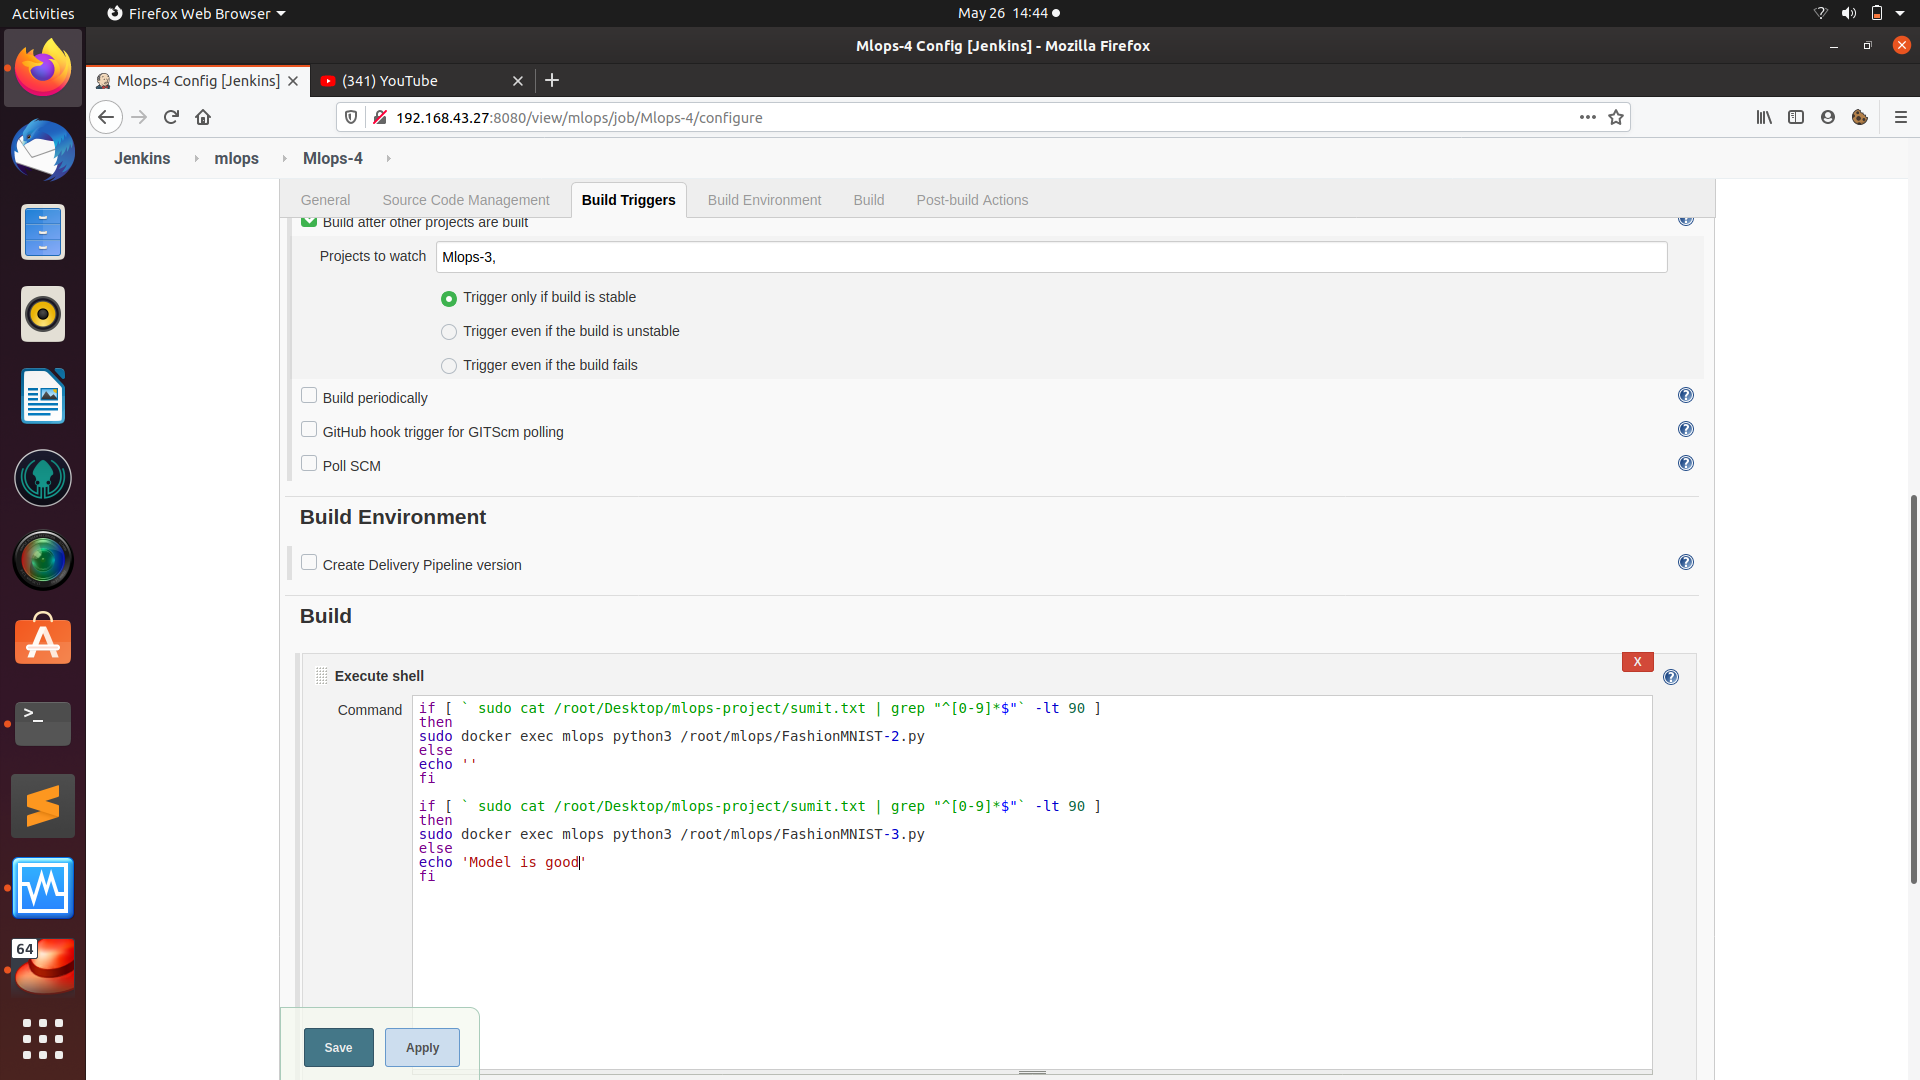 Activities
Firefox Web Browser
May 26 14:44
Mlops-4 Config [Jenkins] - Mozilla Firefox
Mlops-4 Config [Jenkins]
(341) YouTube
192.168.43.27:8080/view/mlops/job/Mlops-4/configure
Jenkins
mlops
Mlops-4
General
Source Code Management
Build Triggers
Build Environment
Build
Post-build Actions
Build after other projects are built
Projects to watch
Mlops-3,
Trigger only if build is stable
Trigger even if the build is unstable
Trigger even if the build fails
Build periodically
GitHub hook trigger for GITScm polling
Poll SCM
Build Environment
Create Delivery Pipeline version
Build
X
Execute shell
Command
if [ ` sudo cat /root/Desktop/mlops-project/sumit.txt | grep "^[0-9]*$"` -lt 90 ]
then
sudo docker exec mlops python3 /root/mlops/FashionMNIST-2.py
else
echo ''
fi
if [ ` sudo cat /root/Desktop/mlops-project/sumit.txt | grep "^[0-9]*$"` -lt 90 ]
then
sudo docker exec mlops python3 /root/mlops/FashionMNIST-3.py
else
echo 'Model is good'
fi
64
Save
Apply